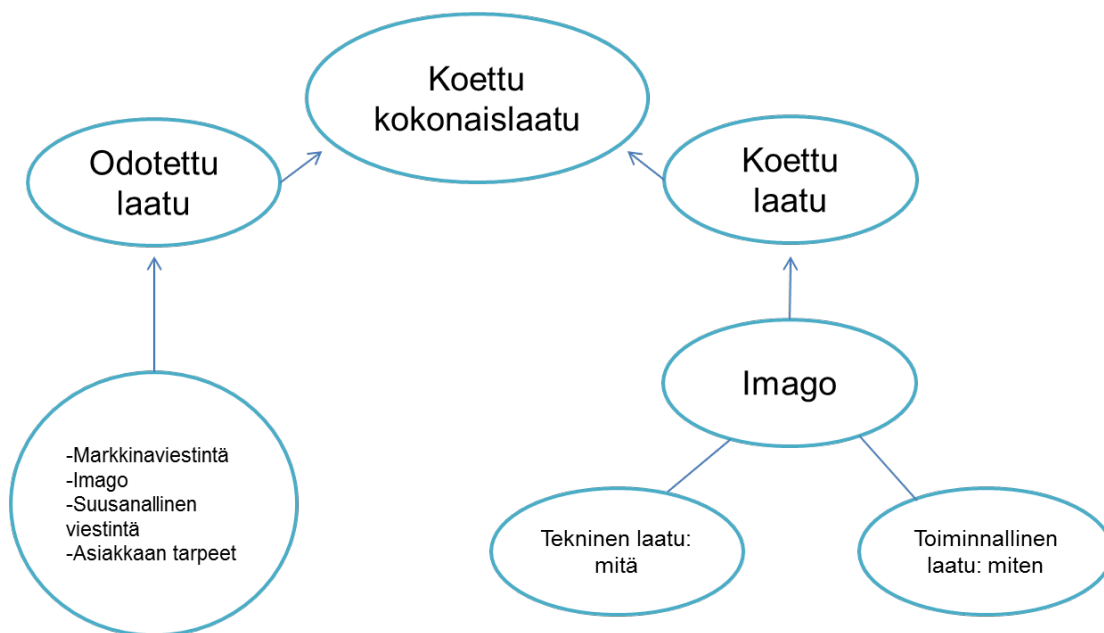 Koettu
kokonaislaatu
Odotettu
laatu
Koettu
laatu
Imago
-Markkinaviestintä
-Imago
-Suusanallinen
viestintä
-Asiakkaan tarpeet
Tekninen laatu:
mitä
Toiminnallinen
laatu: miten